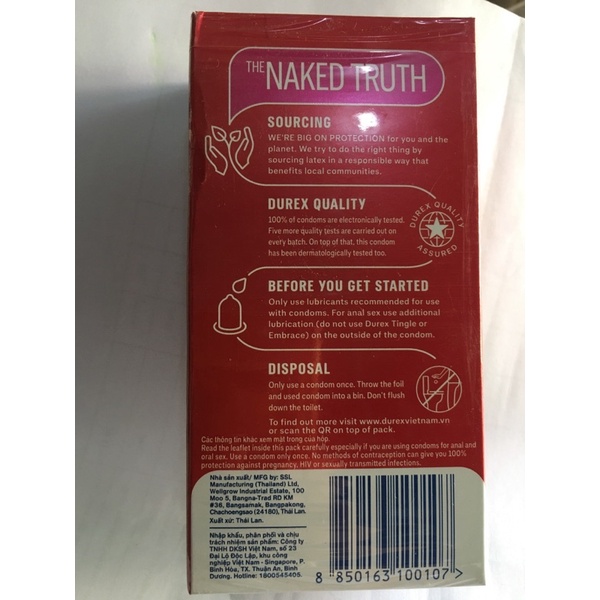 THE NAKED TRUTH
SOURCING
WE'RE BIG ON PROTECTION for you and the
planet. We try to do the right thing by
sourcing latex in a responsible way that
benefits local communities.
DUREX QUALITY
100% of condoms are electronically tested.
Five more quality tests are carried out on
every batch. On top of that, this condom
has been dermatologically tested too.
DUREX QUALITY
ASSURED
BEFORE YOU GET STARTED
Only use lubricants recommended for use
with condoms. For anal sex use additional
lubrication (do not use Durex Tingle or
Embrace) on the outside of the condom.
DISPOSAL
Only use a condom once. Throw the foil
and used condom into a bin. Don't flush
down the toilet.
To find out more visit www.durexvietnam.vn
or scan the QR on top of pack.
Các thông tin khác xem mặt trong của hộp.
Read the leaflet inside this pack carefully especially if you are using condoms for anal and
oral sex. Use a condom only once. No methods of contraception can give you 100%
protection against pregnancy, HIV or sexually transmitted infections.
Nhà sản xuất/ MFG by: SSL
Manufacturing (Thailand) Ltd,
Wellgrow Industrial Estate, 100
Moo 5, Bangna-Trad RD KM
#36, Bangsamak, Bangpakong,
Chachoengsao (24180), Thái Lan.
Xuất xứ: Thái Lan.
Nhập khẩu, phân phối và chịu
trách nhiệm sản phẩm: Công ty
TNHH DKSH Việt Nam, số 23
Đại Lộ Độc Lập, khu công
nghiệp Việt Nam - Singapore, P.
Bình Hòa, TX. Thuận An, Bình
Dương. Hotline: 1800545405.
8 850163 100107 >